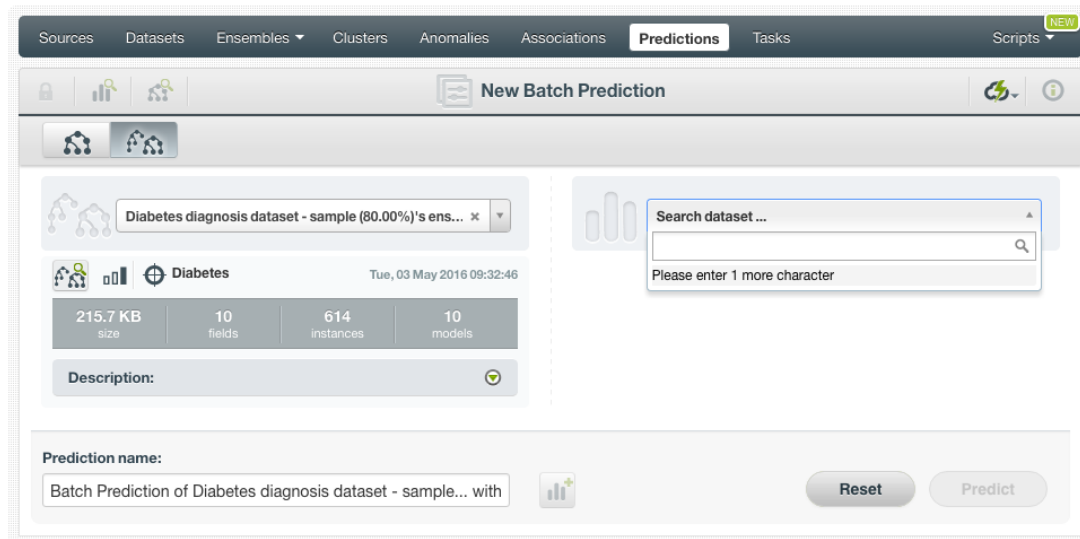 NEW
Sources Datasets Ensembles Clusters Anomalies Associations Predictions Tasks Scripts
New Batch Prediction
Diabetes diagnosis dataset - sample (80.00%)'s ens...
Search dataset ...
Please enter 1 more character
Diabetes Tue, 03 May 2016 09:32:46
215.7 KB 10 614 10
size fields instances models
Description:
Prediction name:
Batch Prediction of Diabetes diagnosis dataset - sample... with
Reset Predict